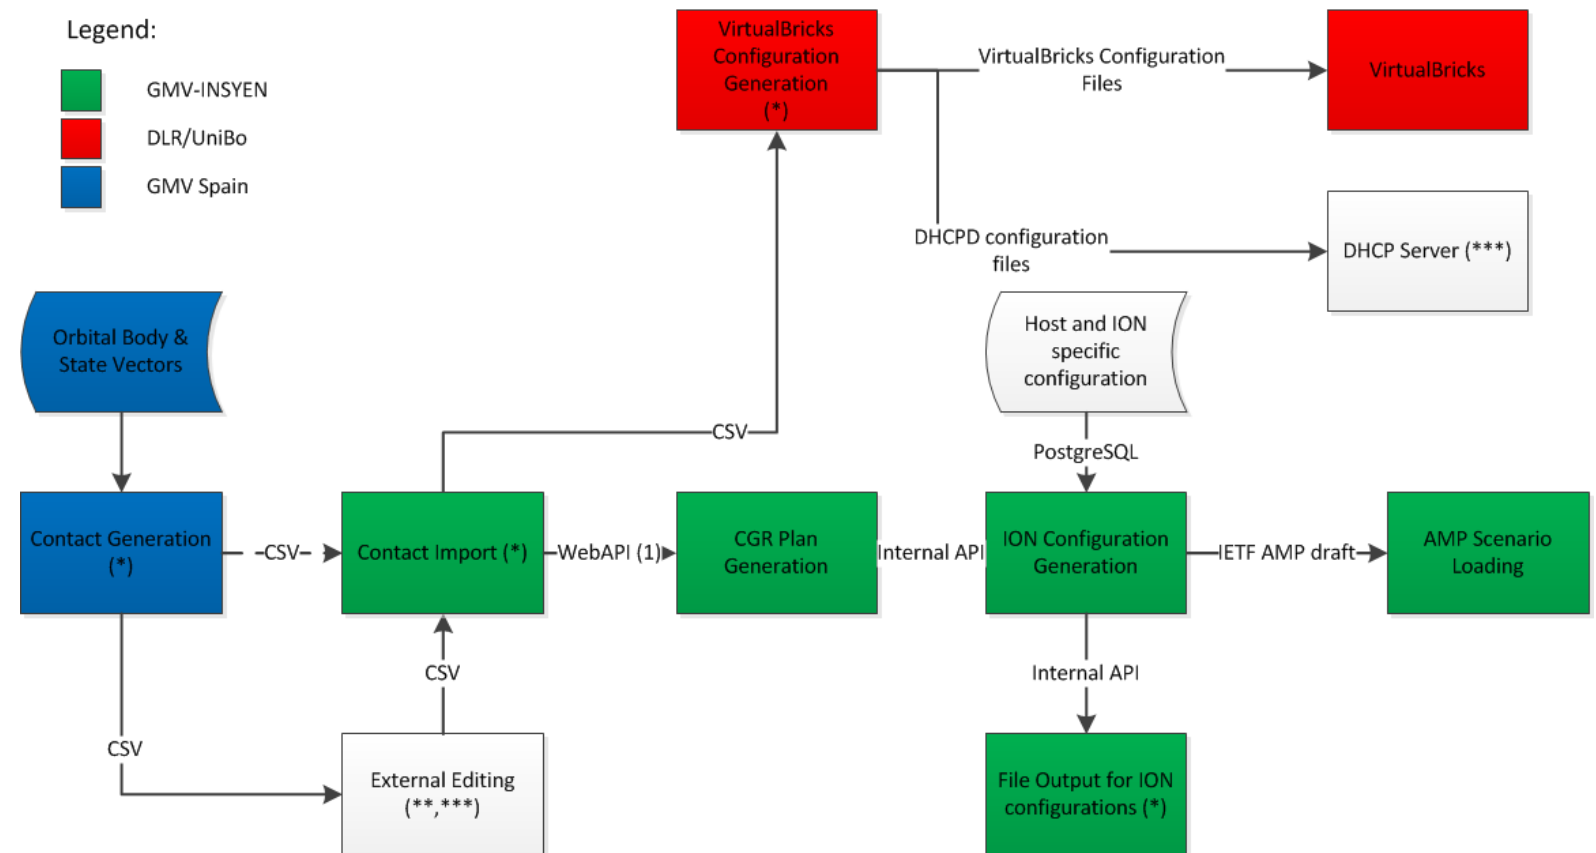 Legend:
GMV-INSYEN
DLR/UniBo
GMV Spain
VirtualBricks
Configuration
Generation
(*)
VirtualBricks Configuration
Files
VirtualBricks
DHCPD configuration
files
DHCP Server (***)
Orbital Body &
State Vectors
Host and ION
specific
configuration
CSV
PostgreSQL
Contact Generation
(*)
CSV
Contact Import (*)
WebAPI (1)
CGR Plan
Generation
Internal API
ION Configuration
Generation
IETF AMP draft
AMP Scenario
Loading
CSV
Internal API
CSV
External Editing
(**,***)
File Output for ION
configurations (*)